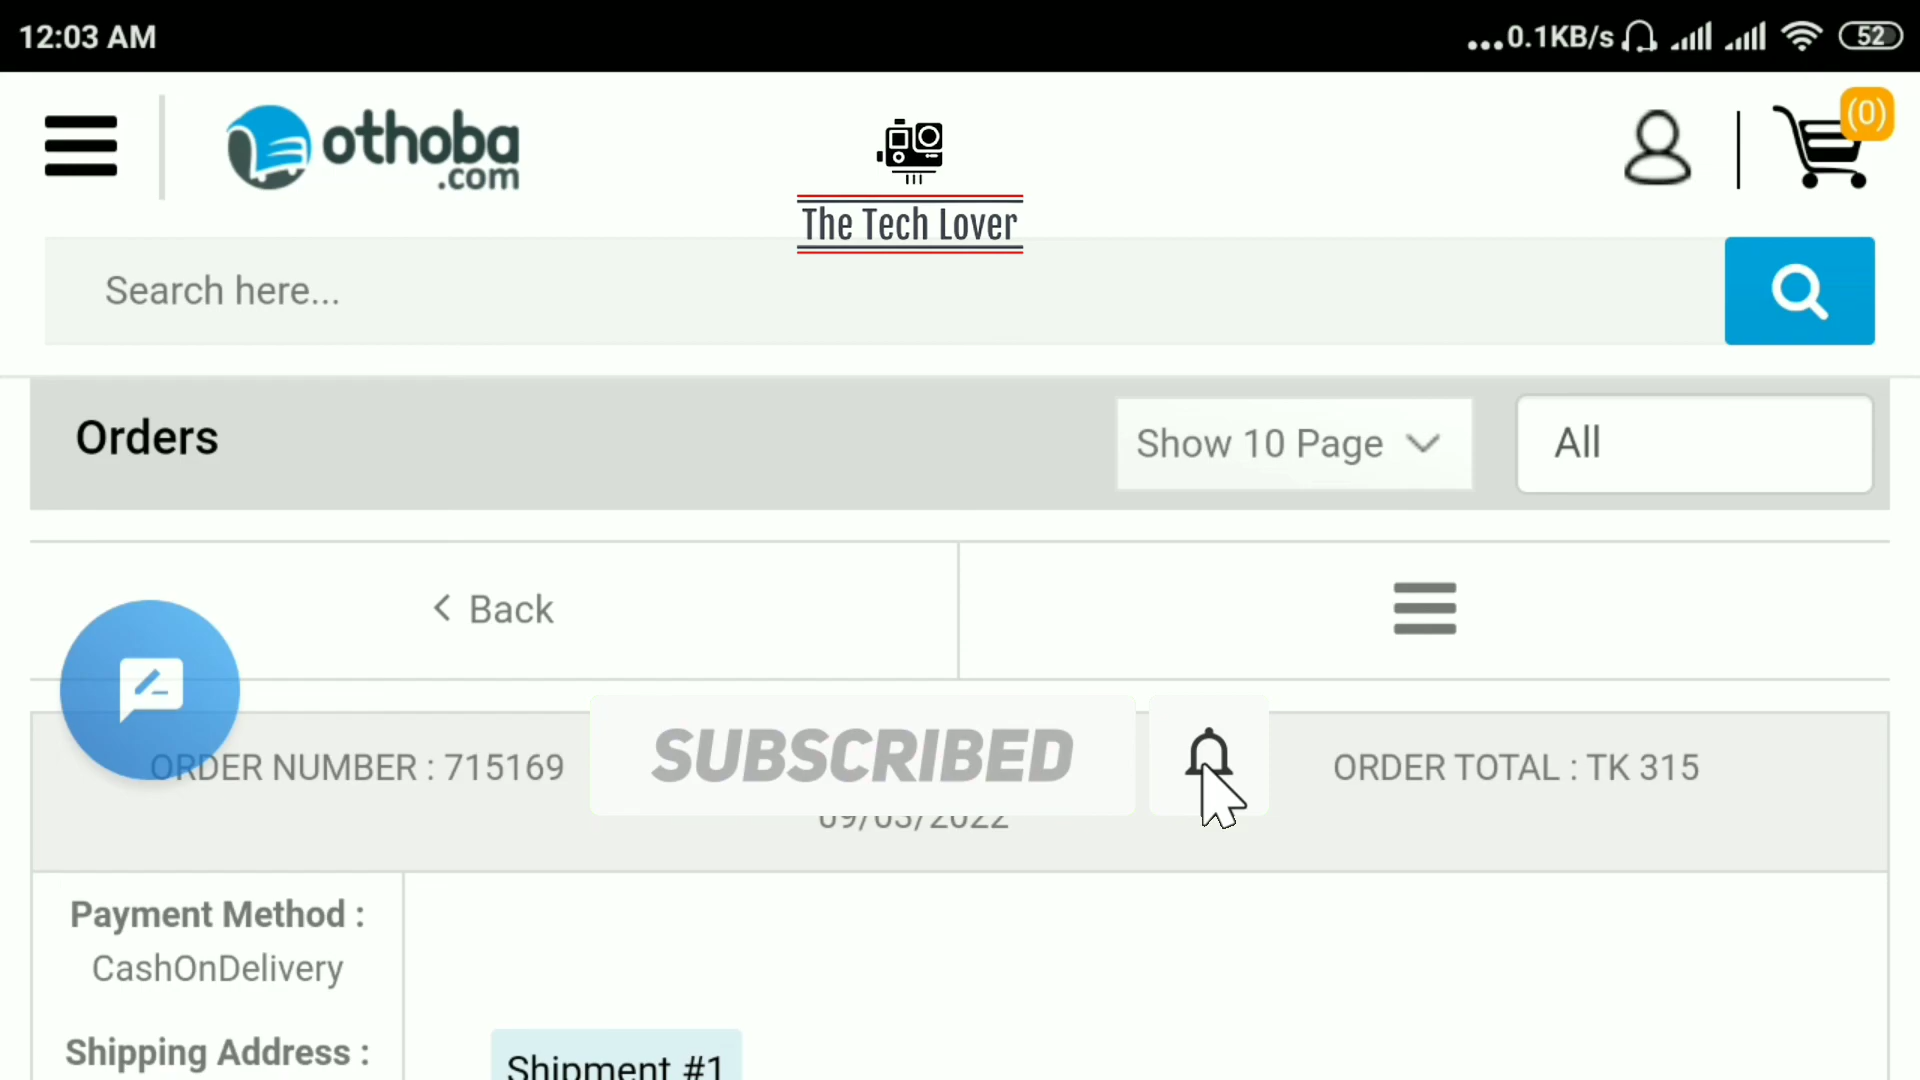 12:03 AM
...0.1KB/s
52
othoba
.com
(0)
The Tech Lover
Search here...
Orders
Show 10 Page
All
Back
ORDER NUMBER : 715169
SUBSCRIBED
ORDER TOTAL : TK 315
Payment Method :
CashOnDelivery
Shipping Address :
Shipment #1